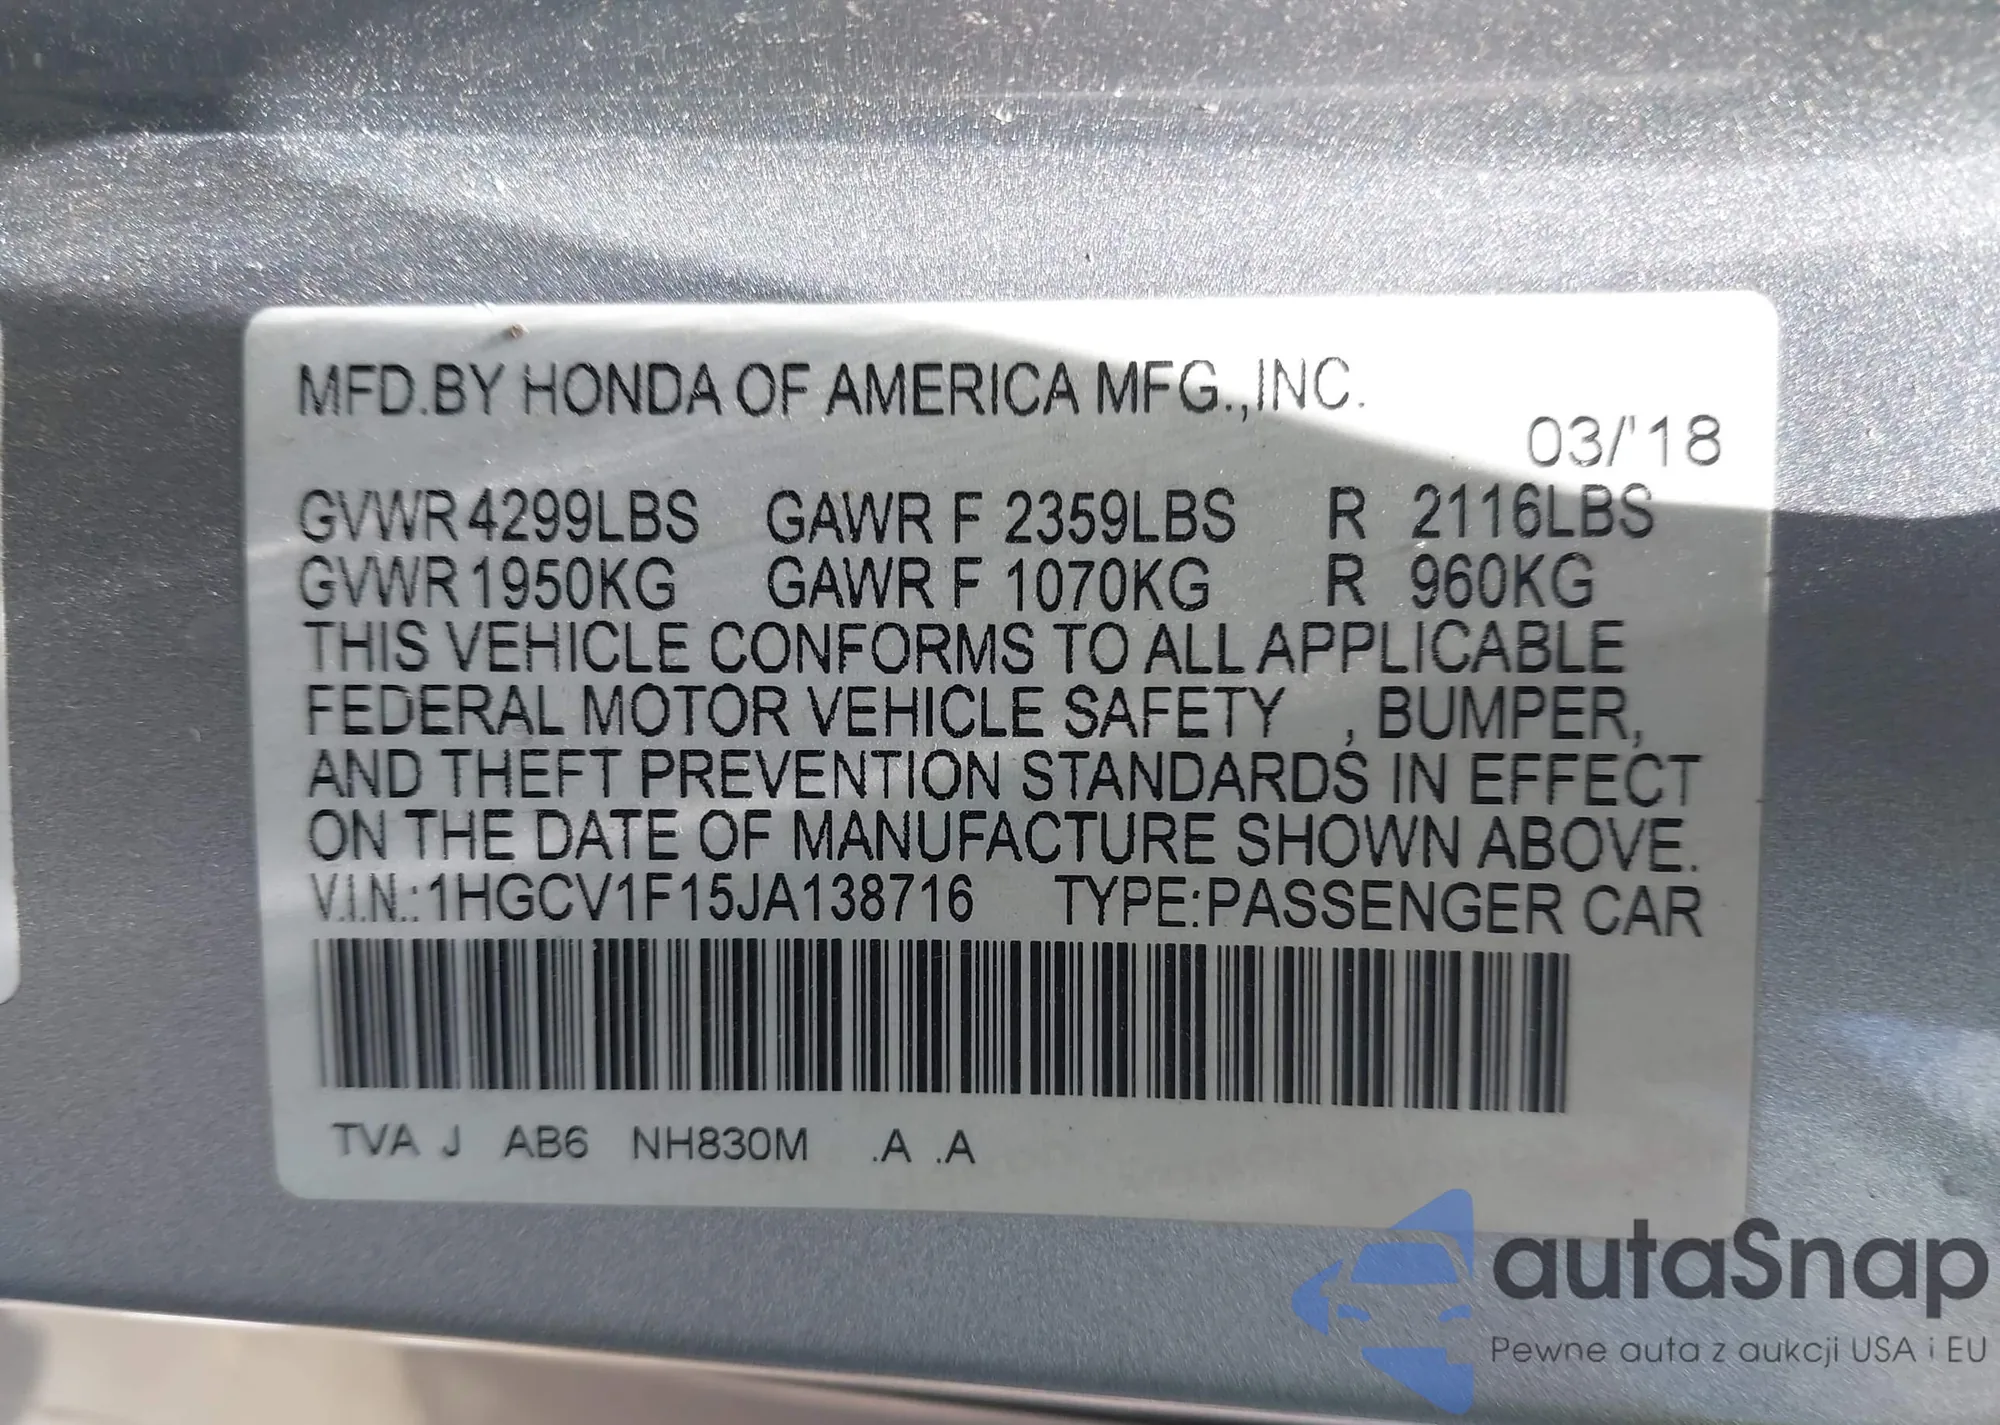 MFD.BY HONDA OF AMERICA MFG.,INC.
03/'18
GVWR 4299LBS GAWR F 2359LBS R 2116LBS
GVWR 1950KG GAWR F 1070KG R 960KG
THIS VEHICLE CONFORMS TO ALL APPLICABLE
FEDERAL MOTOR VEHICLE SAFETY , BUMPER,
AND THEFT PREVENTION STANDARDS IN EFFECT
ON THE DATE OF MANUFACTURE SHOWN ABOVE.
V.I.N.: 1HGCV1F15JA138716 TYPE:PASSENGER CAR
TVA J AB6 NH830M .A .A
autaSnap
Pewne auta z aukcji USA i EU